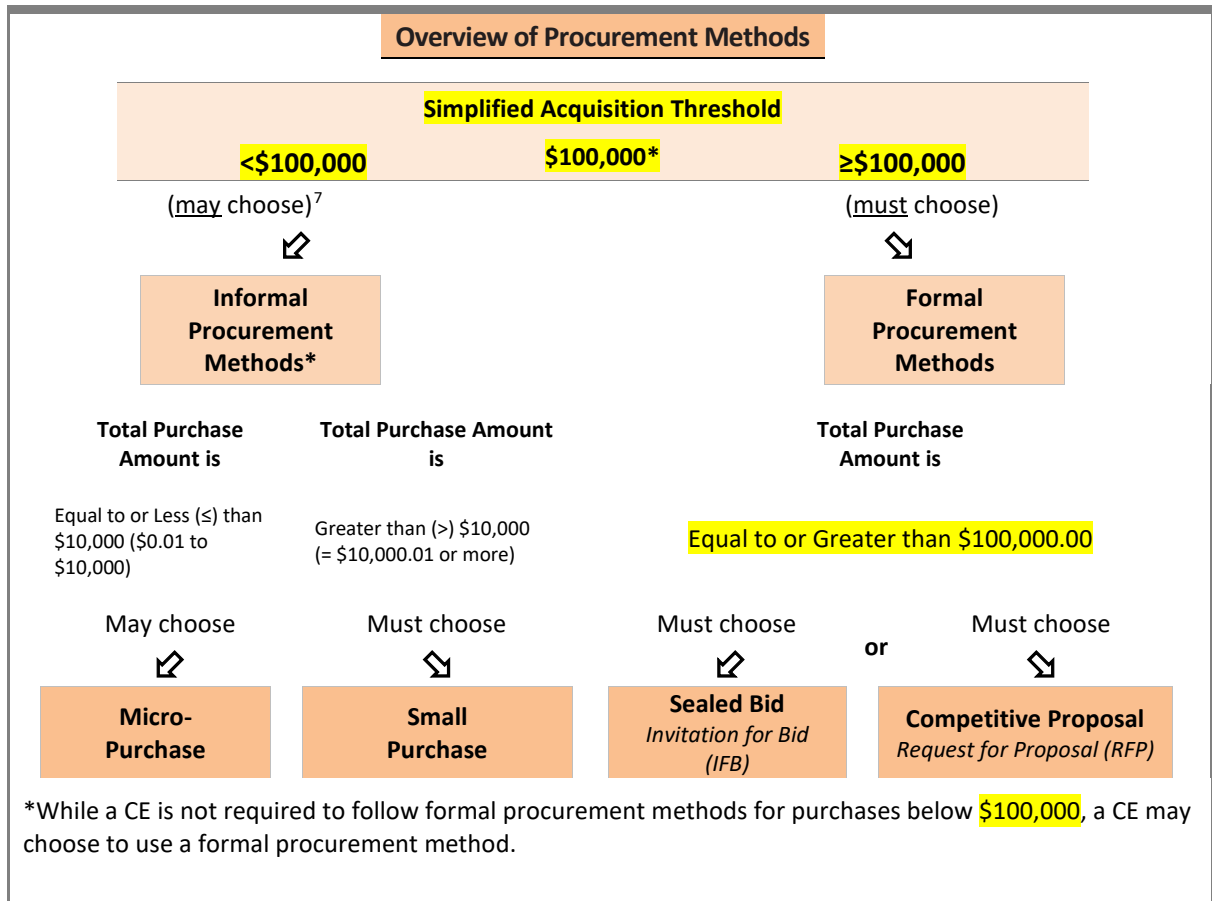 Overview of Procurement Methods
Simplified Acquisition Threshold
<$100,000
$100,000*
≥$100,000
(may choose)7
(must choose)
Informal
Procurement
Methods*
Formal
Procurement
Methods
Total Purchase
Amount is
Total Purchase Amount
is
Total Purchase
Amount is
Equal to or Less (≤) than
$10,000 ($0.01 to
$10,000)
Greater than (>) $10,000
(= $10,000.01 or more)
Equal to or Greater than $100,000.00
May choose
Must choose
Must choose
or
Must choose
Micro-
Purchase
Small
Purchase
Sealed Bid
Invitation for Bid
(IFB)
Competitive Proposal
Request for Proposal (RFP)
*While a CE is not required to follow formal procurement methods for purchases below $100,000, a CE may
choose to use a formal procurement method.